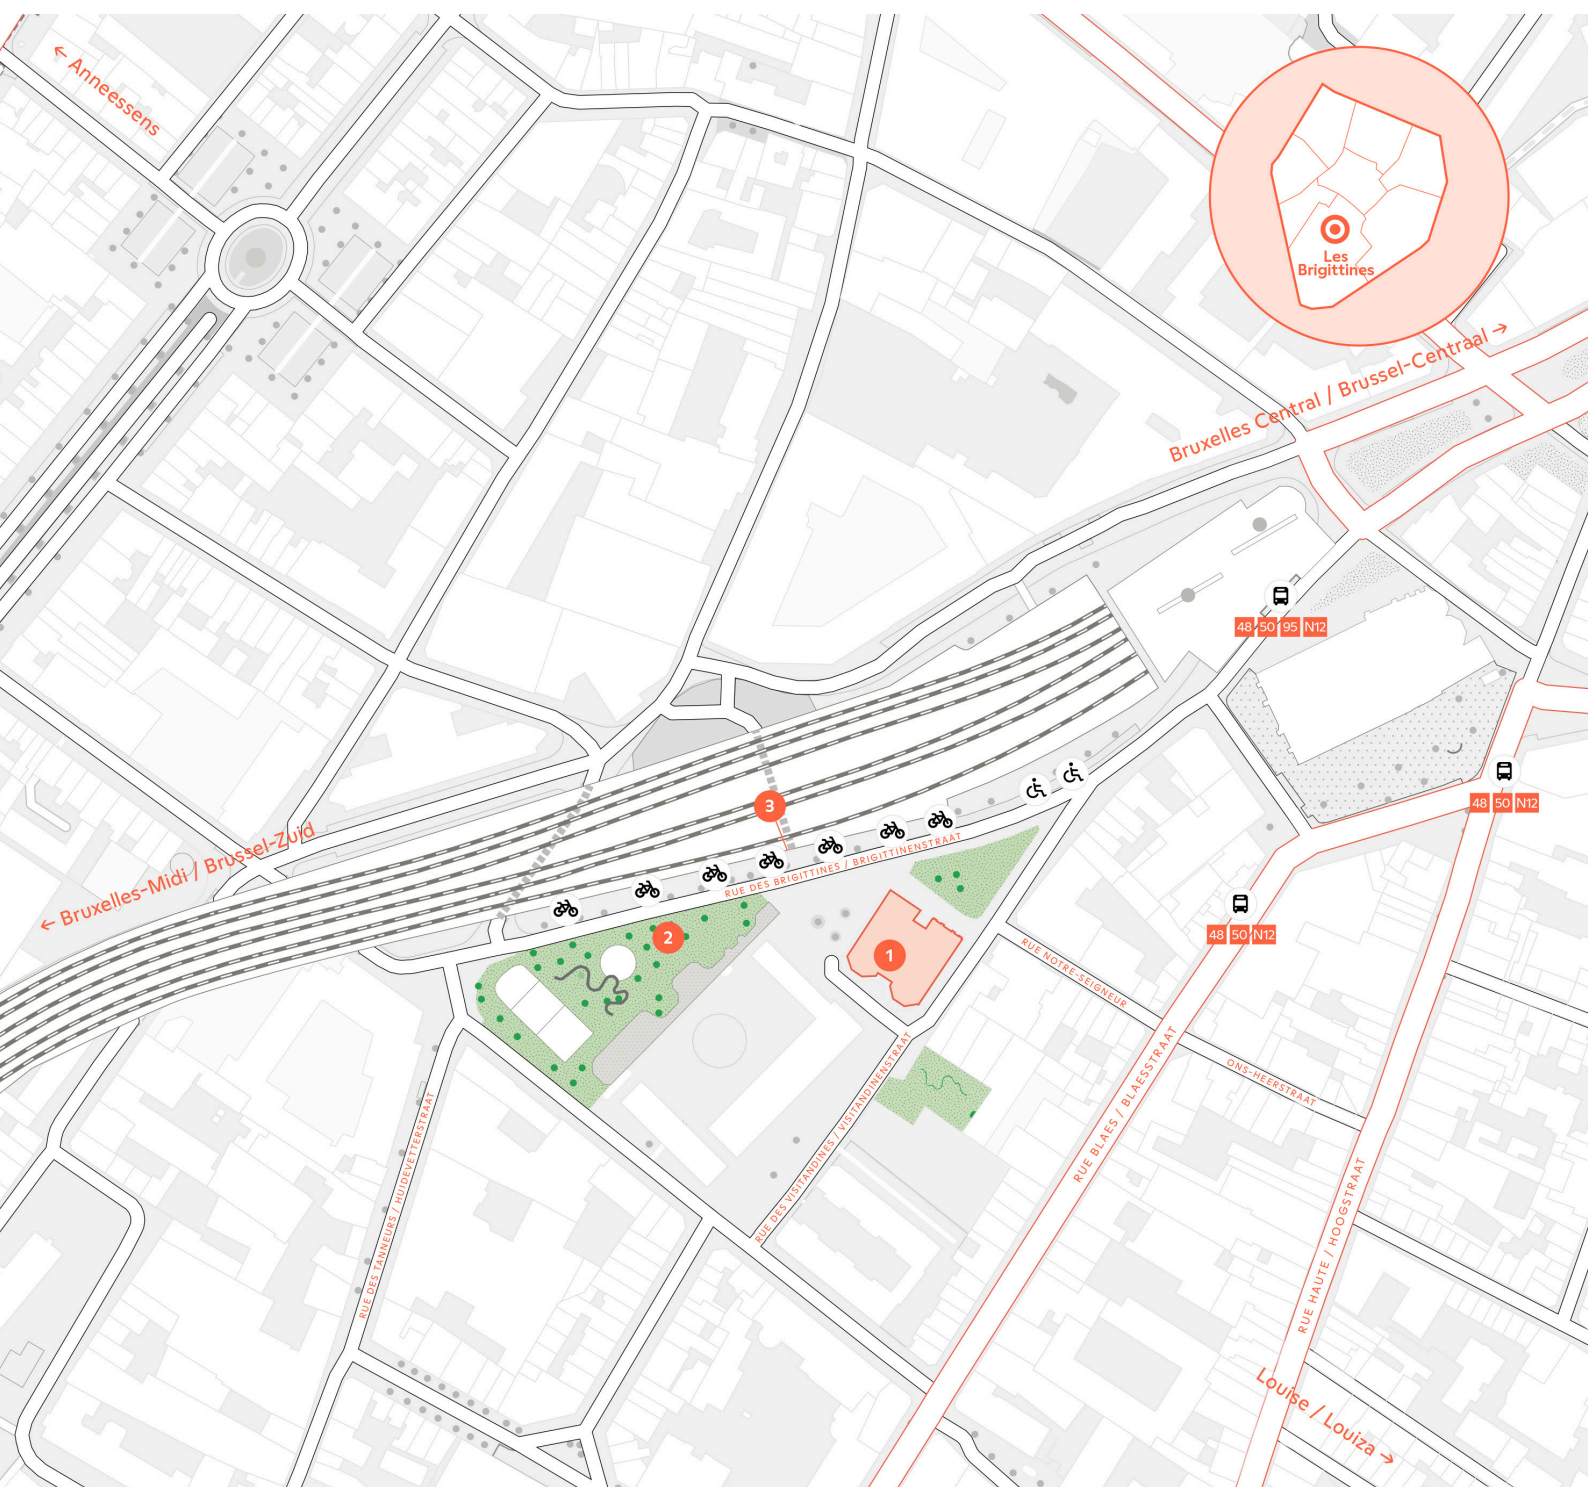 ← Anneessens
Les
Brigittines
Bruxelles Central / Brussel-Centraal →
48 50 95 N12
48 50 N12
3
← Bruxelles-Midi / Brussel-Zuid
RUE DES BRIGITTINES / BRIGITTINENSTRAAT
48 50 N12
2
1
RUE NOTRE-SEIGNEUR
ONS-HEERSTRAAT
RUE DES VISITANDINES / VISITANDINENSTRAAT
RUE BLAES / BLAESSTRAAT
RUE DES TANNEURS / HUIDEVETTERSTRAAT
RUE HAUTE / HOOGSTRAAT
Louise / Louiza →